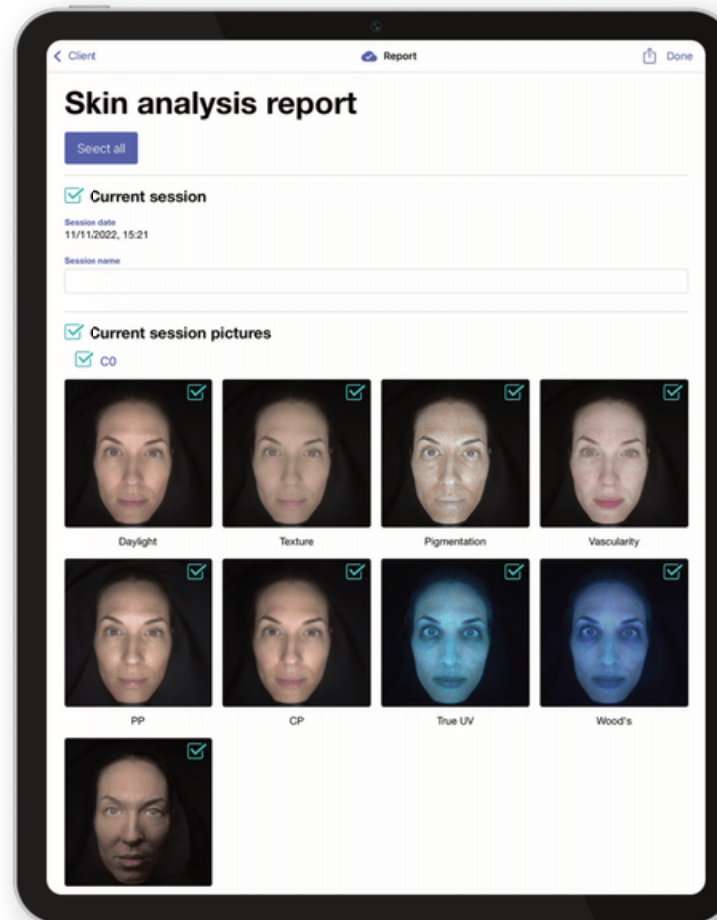 Client
Report
Done
Skin analysis report
Select all
Current session
Session date
11/11/2022, 15:21
Session name
Current session pictures
C0
Daylight
Texture
Pigmentation
Vascularity
PP
CP
True UV
Wood's